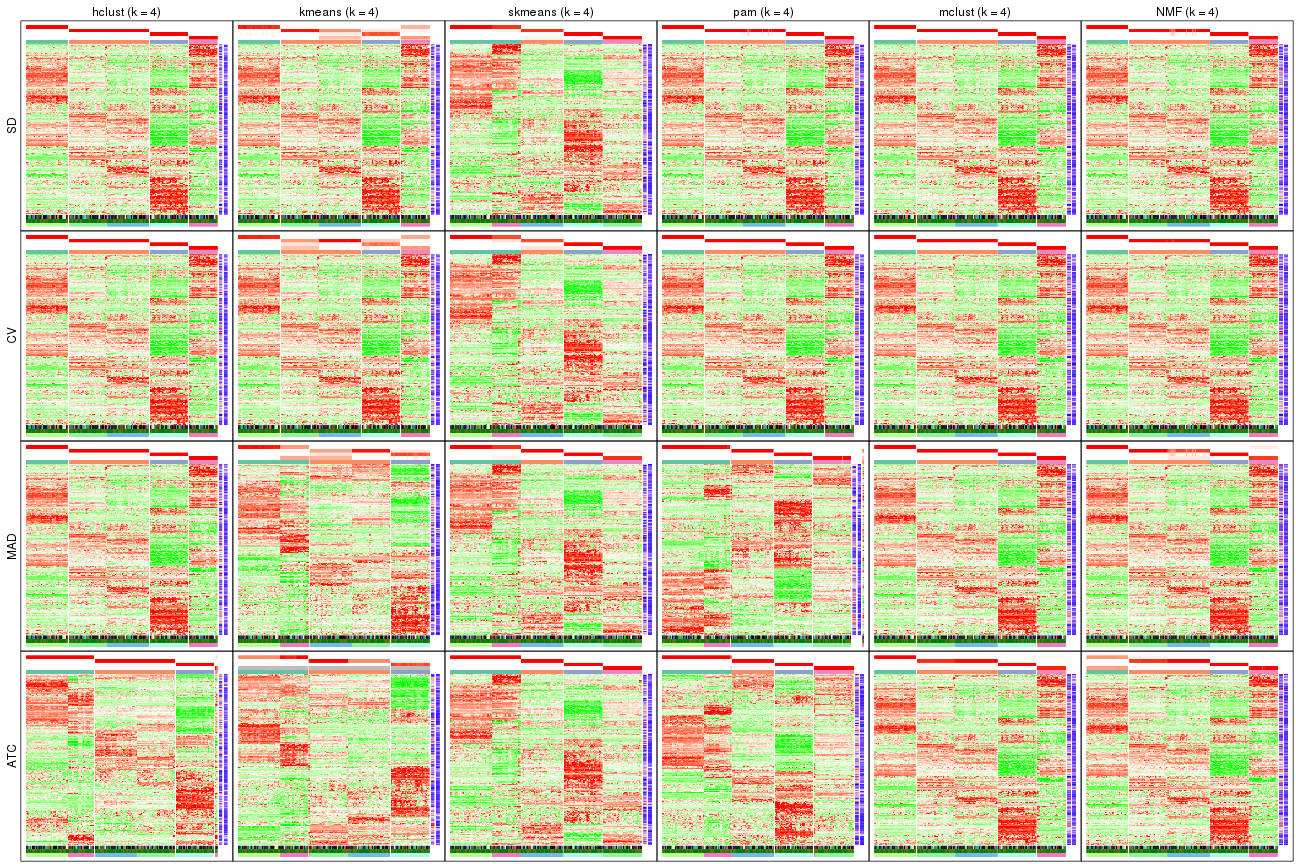 hclust (k = 4)
kmeans (k = 4)
skmeans (k = 4)
pam (k = 4)
mclust (k = 4)
NMF (k = 4)
SD
CV
MAD
ATC